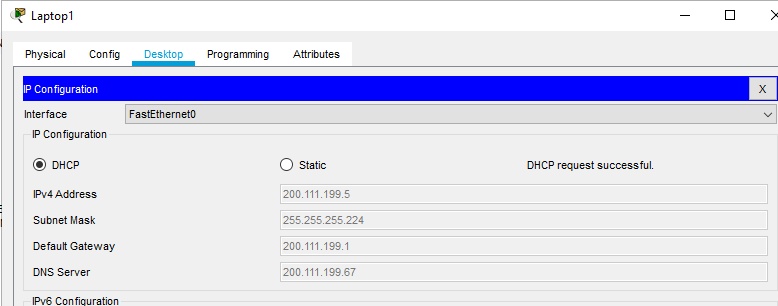 Laptop1
Physical Config Desktop Programming Attributes
IP Configuration X
Interface FastEthernet0
IP Configuration
DHCP Static DHCP request successful.
IPv4 Address 200.111.199.5
Subnet Mask 255.255.255.224
Default Gateway 200.111.199.1
DNS Server 200.111.199.67
IPv6 Configuration